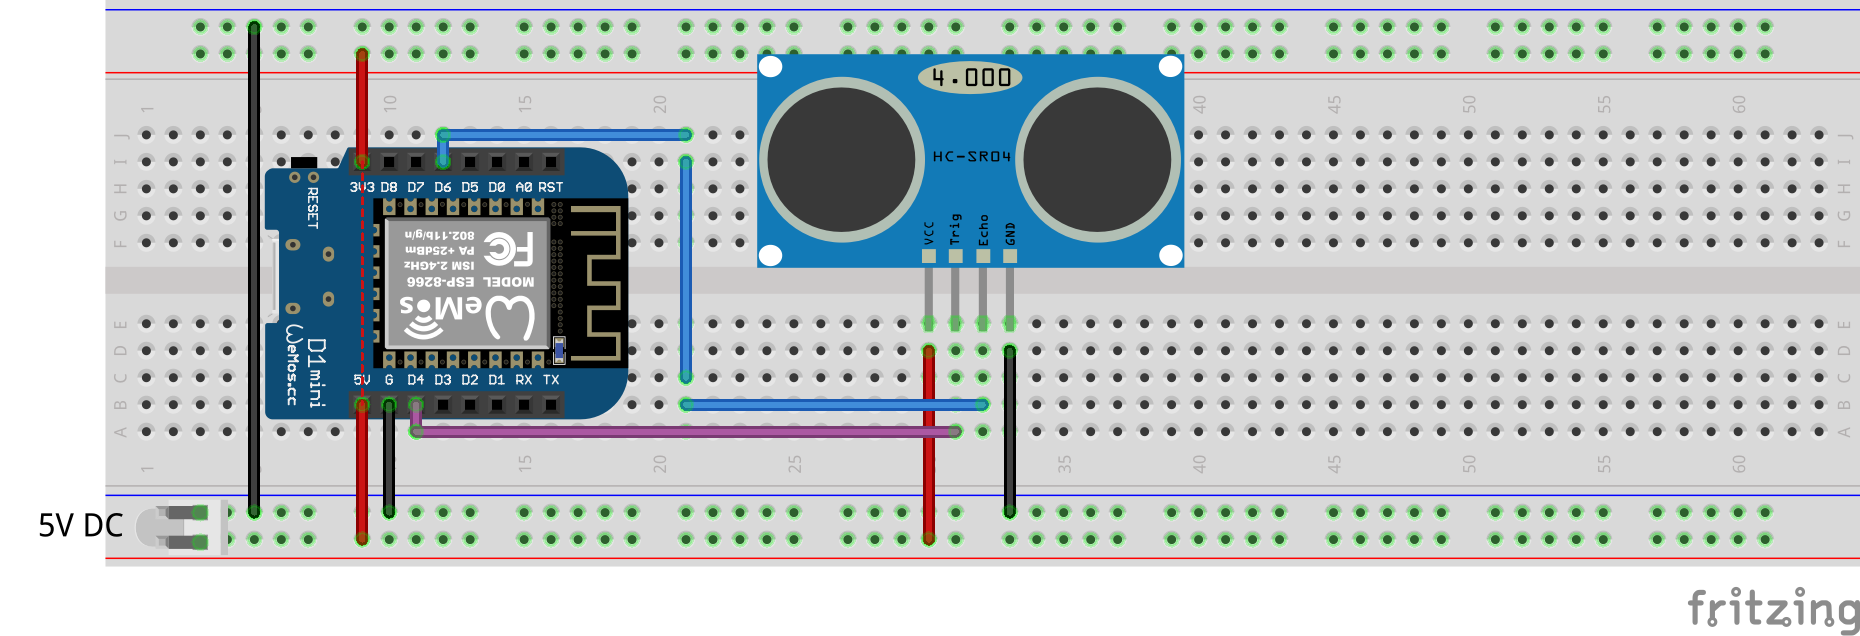 1 10 15 20 40 45 50 55 60
J J
I I
H H
G G
F F
4.000
HC-SR04
VCC Trig Echo GND
3V3 D8 D7 D6 D5 D0 A0 RST
RESET
802.11b/g/n
PA +25dBm
ISM 2.4GHz
MODEL ESP-8266
FC
WeMos
D1mini
WeMos.cc
5V G D4 D3 D2 D1 RX TX
E E
D D
C C
B B
A A
1 10 15 20 25 35 40 45 50 55 60
5V DC
fritzing